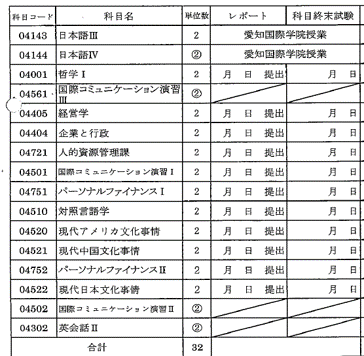 科目コード 科目名 単位数 レポート 科目終末試験
04143 日本語III 2 愛知国際学院授業
04144 日本語IV ② 愛知国際学院授業
04001 哲学 I 2 月 日 提出 月 日
04561 国際コミュニケーション演習III ②
04405 経営学 2 月 日 提出 月 日
04404 企業と行政 2 月 日 提出 月 日
04721 人的資源管理課 2 月 日 提出 月 日
04501 国際コミュニケーション演習 I 2 月 日 提出 月 日
04751 パーソナルファイナンス I 2 月 日 提出 月 日
04510 対照言語学 2 月 日 提出 月 日
04520 現代アメリカ文化事情 2 月 日 提出 月 日
04521 現代中国文化事情 2 月 日 提出 月 日
04752 パーソナルファイナンス II 2 月 日 提出 月 日
04522 現代日本文化事情 2 月 日 提出 月 日
04502 国際コミュニケーション演習 II ②
04302 英会話 II ②
合計 32